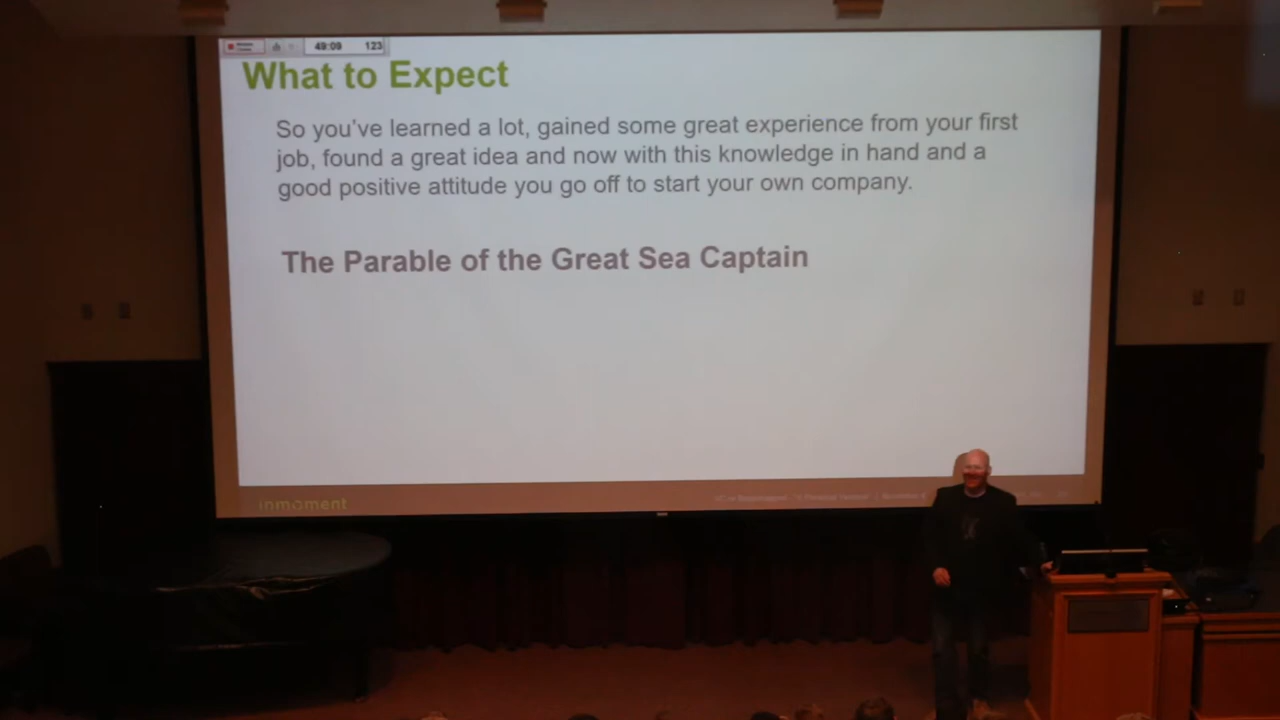 49:09 123
What to Expect
So you've learned a lot, gained some great experience from your first
job, found a great idea and now with this knowledge in hand and a
good positive attitude you go off to start your own company.
The Parable of the Great Sea Captain
inmoment